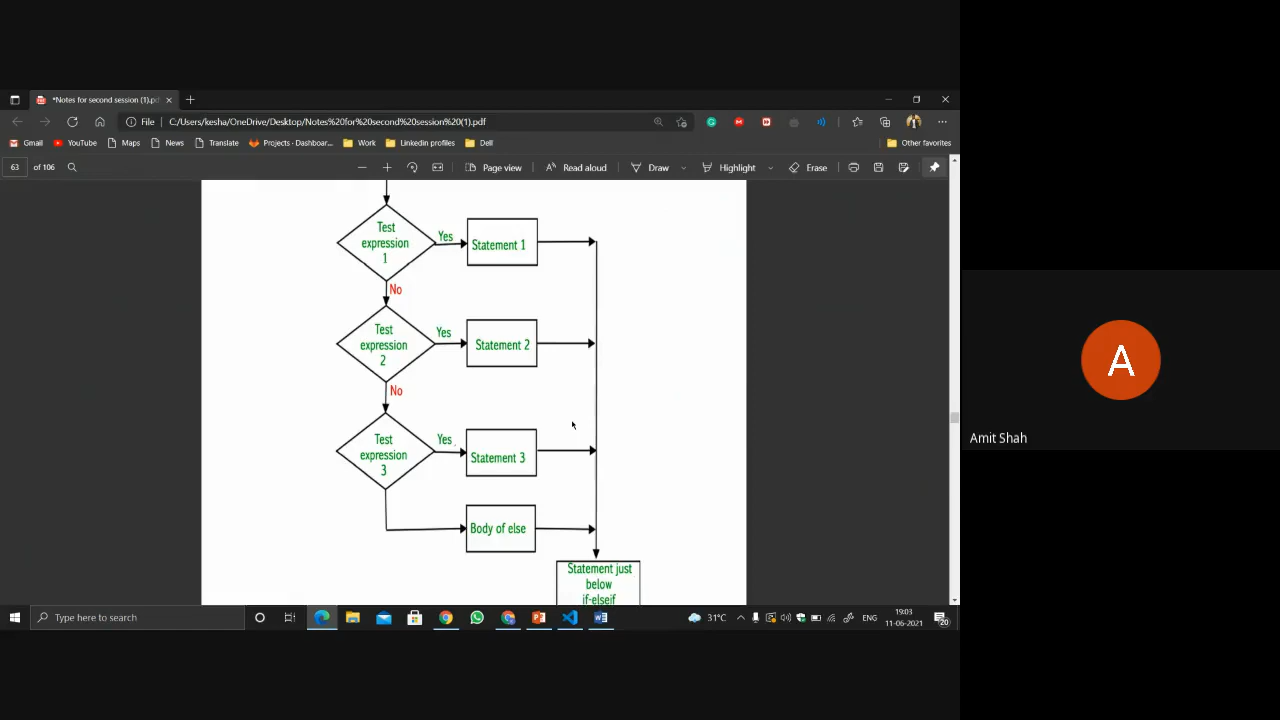 *Notes for second session (1).pd
File
C:/Users/kesha/OneDrive/Desktop/Notes%20for%20second%20session%20(1).pdf
Gmail
YouTube
Maps
News
Translate
Projects · Dashboar...
Work
Linkedin profiles
Dell
Other favorites
63 of 106
Page view
Read aloud
Draw
Highlight
Erase
Test
expression
1
Yes
Statement 1
No
Test
expression
2
Yes
Statement 2
No
Test
expression
3
Yes
Statement 3
Body of else
Statement just
below
if-elseif
A
Amit Shah
Type here to search
31°C
ENG
19:03
11-06-2021
20